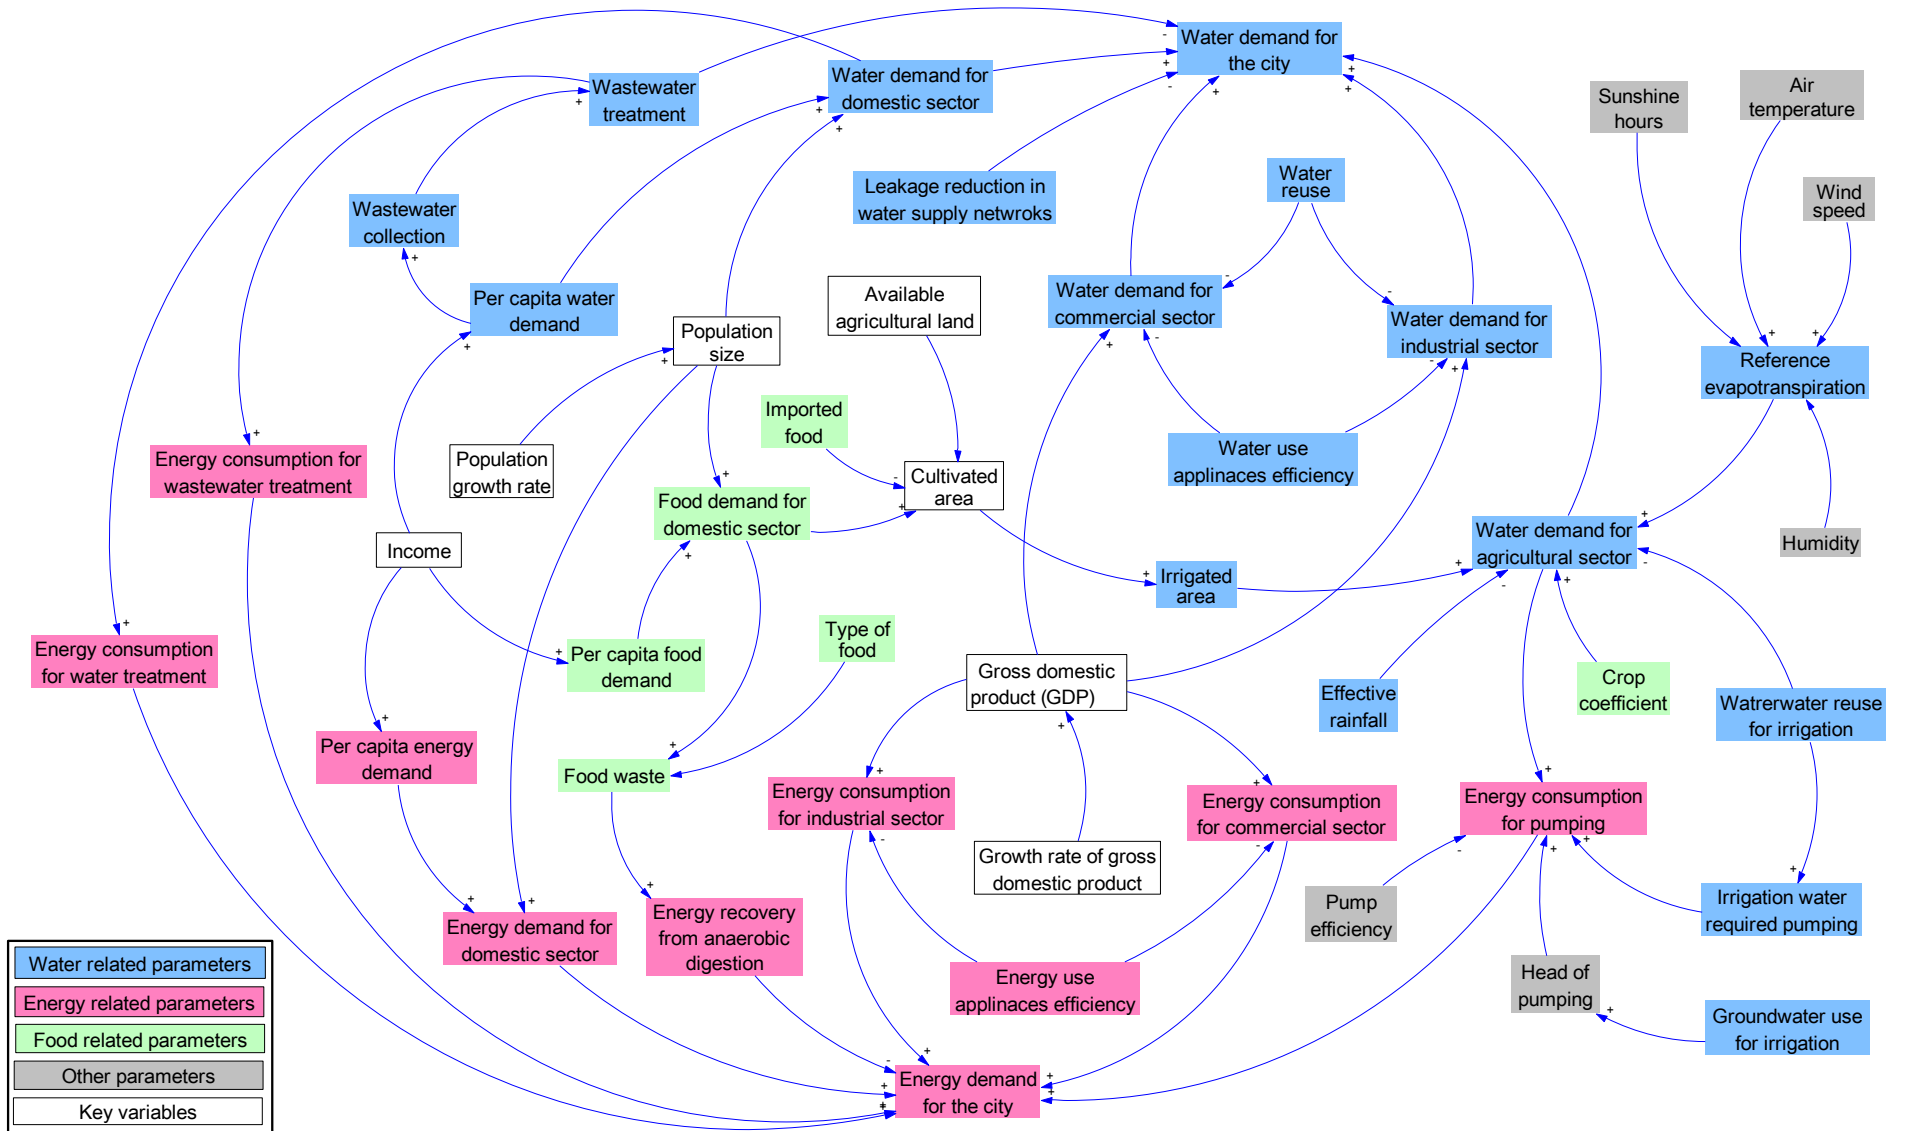 Water demand for
the city
Wastewater
treatment
Water demand for
domestic sector
Sunshine
hours
Air
temperature
Leakage reduction in
water supply netwroks
Water
reuse
Wind
speed
Wastewater
collection
Per capita water
demand
Population
size
Available
agricultural land
Water demand for
commercial sector
Water demand for
industrial sector
Reference
evapotranspiration
Imported
food
Population
growth rate
Energy consumption for
wastewater treatment
Water use
applinaces efficiency
Cultivated
area
Food demand for
domestic sector
Water demand for
agricultural sector
Humidity
Income
Irrigated
area
Energy consumption
for water treatment
Per capita food
demand
Type of
food
Gross domestic
product (GDP)
Effective
rainfall
Crop
coefficient
Watrerwater reuse
for irrigation
Per capita energy
demand
Food waste
Energy consumption
for industrial sector
Energy consumption
for commercial sector
Energy consumption
for pumping
Growth rate of gross
domestic product
Pump
efficiency
Irrigation water
required pumping
Energy demand for
domestic sector
Energy recovery
from anaerobic
digestion
Energy use
applinaces efficiency
Head of
pumping
Groundwater use
for irrigation
Energy demand
for the city
Water related parameters
Energy related parameters
Food related parameters
Other parameters
Key variables